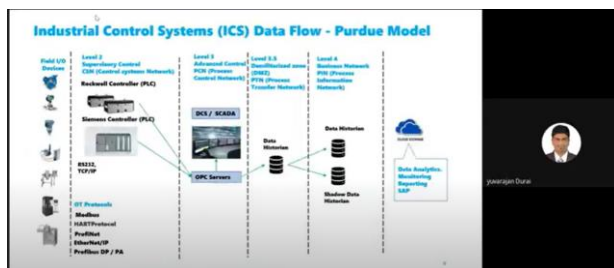 Industrial Control Systems (ICS) Data Flow - Purdue Model
Field I/O
Devices
Level 2
Supervisory Control
CSN (Control systems Network)
Rockwell Controller (PLC)
Siemens Controller (PLC)
RS232,
TCP/IP
OT Protocols
Modbus
HARTProtocol
ProfiNet
EtherNet/IP
Profibus DP / PA
Level 3
Advanced Control
PCN (Process
Control Network)
DCS / SCADA
OPC Servers
Level 3.5
Demilitarized zone
(DMZ)
PTN (Process
Transfer Network)
Data
Historian
Level 4
Business Network
PIN (Process
Information
Network)
Data Historian
Shadow Data
Historian
Data Analytics.
Monitoring
Reporting
SAP
yuvarajan Durai